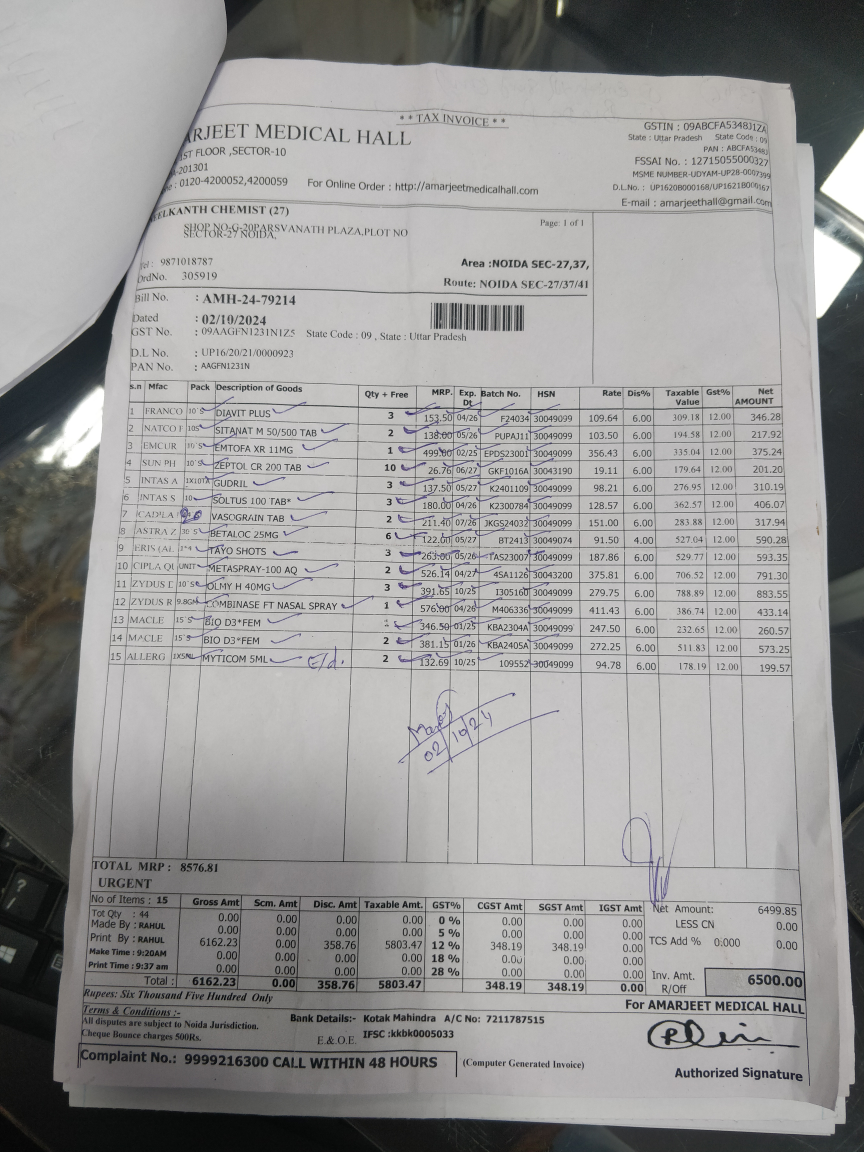 * * TAX INVOICE * *
ARJEET MEDICAL HALL
1ST FLOOR ,SECTOR-10
-201301
: 0120-4200052,4200059 For Online Order : http://amarjeetmedicalhall.com
GSTIN : 09ABCFA5348J1ZA
State : Uttar Pradesh State Code : 09
PAN : ABCFA5348J
FSSAI No. : 12715055000327
MSME NUMBER-UDYAM-UP28-0007399
D.L.No. : UP1620B000168/UP1621B000167
E-mail : amarjeethall@gmail.com
ELKANTH CHEMIST (27)
SHOP NO-G-20PARSVANATH PLAZA,PLOT NO
SECTOR-27 NOIDA,
Page: 1 of 1
Tel : 9871018787
OrdNo. 305919
Area :NOIDA SEC-27,37,
Route: NOIDA SEC-27/37/41
Bill No. : AMH-24-79214
Dated : 02/10/2024
GST No. : 09AAGFN1231N1Z5 State Code : 09 , State : Uttar Pradesh
D.L No. : UP16/20/21/0000923
PAN No. : AAGFN1231N
s.n Mfac Pack Description of Goods Qty + Free MRP. Exp. Dt Batch No. HSN Rate Dis% Taxable Value Gst% Net AMOUNT
1 FRANCO 10'S DIAVIT PLUS 3 153.50 04/26 F24034 30049099 109.64 6.00 309.18 12.00 346.28
2 NATCO F 10S SITANAT M 50/500 TAB 2 138.00 05/26 PUPAJ11 30049099 103.50 6.00 194.58 12.00 217.92
3 EMCUR 10'S EMTOFA XR 11MG 1 499.00 02/25 EPDS23001 30049099 356.43 6.00 335.04 12.00 375.24
4 SUN PH 10'S ZEPTOL CR 200 TAB 10 26.76 06/27 GKF1016A 30043190 19.11 6.00 179.64 12.00 201.20
5 INTAS A 1X10TA GUDRIL 3 137.50 05/27 K2401109 30049099 98.21 6.00 276.95 12.00 310.19
6 INTAS S 10 SOLTUS 100 TAB* 3 180.00 04/26 K2300784 30049099 128.57 6.00 362.57 12.00 406.07
7 CADILA VASOGRAIN TAB 2 211.40 07/26 JKGS24032 30049099 151.00 6.00 283.88 12.00 317.94
8 ASTRA Z 30 S BETALOC 25MG 6 122.00 05/27 BT2413 30049074 91.50 4.00 527.04 12.00 590.28
9 ERIS (AL 1*4 TAYO SHOTS 3 263.00 05/26 TAS23007 30049099 187.86 6.00 529.77 12.00 593.35
10 CIPLA QU UNIT METASPRAY-100 AQ 2 526.14 04/27 4SA1126 30043200 375.81 6.00 706.52 12.00 791.30
11 ZYDUS D 10'S OLMY H 40MG 3 391.65 10/25 I305160 30049099 279.75 6.00 788.89 12.00 883.55
12 ZYDUS R 9.8GM COMBINASE FT NASAL SPRAY 1 576.00 04/26 M406336 30049099 411.43 6.00 386.74 12.00 433.14
13 MACLE 15'S BIO D3*FEM 1 346.50 01/25 KBA2304A 30049099 247.50 6.00 232.65 12.00 260.57
14 MACLE 15'S BIO D3*FEM 2 381.15 01/26 KBA2405A 30049099 272.25 6.00 511.83 12.00 573.25
15 ALLERG 1X5ML MYTICOM 5ML E/d. 2 132.69 10/25 109552 30049099 94.78 6.00 178.19 12.00 199.57
02/10/24
TOTAL MRP : 8576.81
URGENT
No of Items : 15 Gross Amt Scm. Amt Disc. Amt Taxable Amt. GST% CGST Amt SGST Amt IGST Amt
Tot Qty : 44 0.00 0.00 0.00 0.00 0 % 0.00 0.00 0.00
Made By : RAHUL 0.00 0.00 0.00 0.00 5 % 0.00 0.00 0.00
Print By : RAHUL 6162.23 0.00 358.76 5803.47 12 % 348.19 348.19 0.00
Make Time : 9:20AM 0.00 0.00 0.00 0.00 18 % 0.00 0.00 0.00
Print Time : 9:37 am 0.00 0.00 0.00 0.00 28 % 0.00 0.00 0.00
Total : 6162.23 0.00 358.76 5803.47 348.19 348.19 0.00
Net Amount: 6499.85
LESS CN 0.00
TCS Add % 0:000 0.00
Inv. Amt. 6500.00
R/Off
Rupees: Six Thousand Five Hundred Only
For AMARJEET MEDICAL HALL
Terms & Conditions :-
All disputes are subject to Noida Jurisdiction.
Cheque Bounce charges 500Rs.
Bank Details:- Kotak Mahindra A/C No: 7211787515
E.& O.E. IFSC :kkbk0005033
Complaint No.: 9999216300 CALL WITHIN 48 HOURS
(Computer Generated Invoice)
Authorized Signature